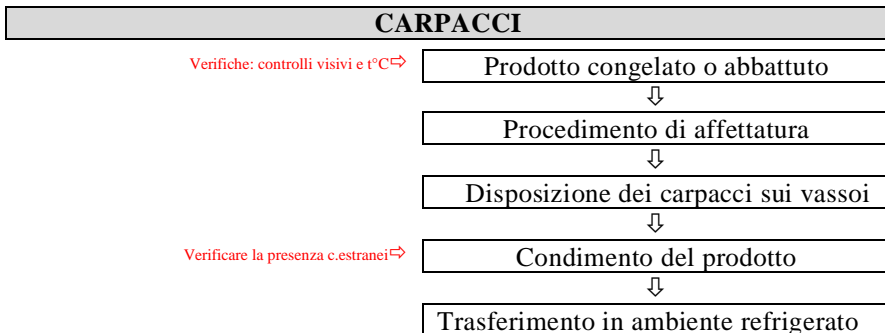 CARPACCI
Verifiche: controlli visivi e t°C⇨ Prodotto congelato o abbattuto
⇩
Procedimento di affettatura
⇩
Disposizione dei carpacci sui vassoi
⇩
Verificare la presenza c.estranei⇨ Condimento del prodotto
⇩
Trasferimento in ambiente refrigerato